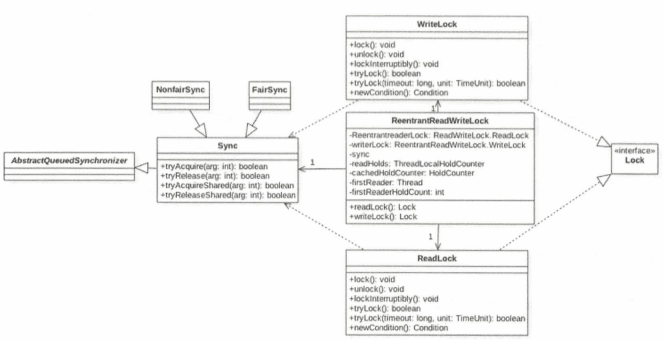 WriteLock
+lock(): void
+unlock(): void
+lockInterruptibly(): void
+tryLock(): boolean
+tryLock(timeout: long, unit: TimeUnit): boolean
+newCondition(): Condition
NonfairSync
FairSync
1
ReentrantReadWriteLock
-ReentrantreaderLock: ReadWriteLock.ReadLock
-writerLock: ReentrantReadWriteLock.WriteLock
-sync
-readHolds: ThreadLocalHoldCounter
-cachedHoldCounter: HoldCounter
-firstReader: Thread
-firstReaderHoldCount: int
+readLock(): Lock
+writeLock(): Lock
Sync
+tryAcquire(arg: int): boolean
+tryRelease(arg: int): boolean
+tryAcquireShared(arg: int): boolean
+tryReleaseShared(arg: int): boolean
AbstractQueuedSynchronizer
1
«interface»
Lock
1
ReadLock
+lock(): void
+unlock(): void
+lockInterruptibly(): void
+tryLock(): boolean
+tryLock(timeout: long, unit: TimeUnit): boolean
+newCondition(): Condition